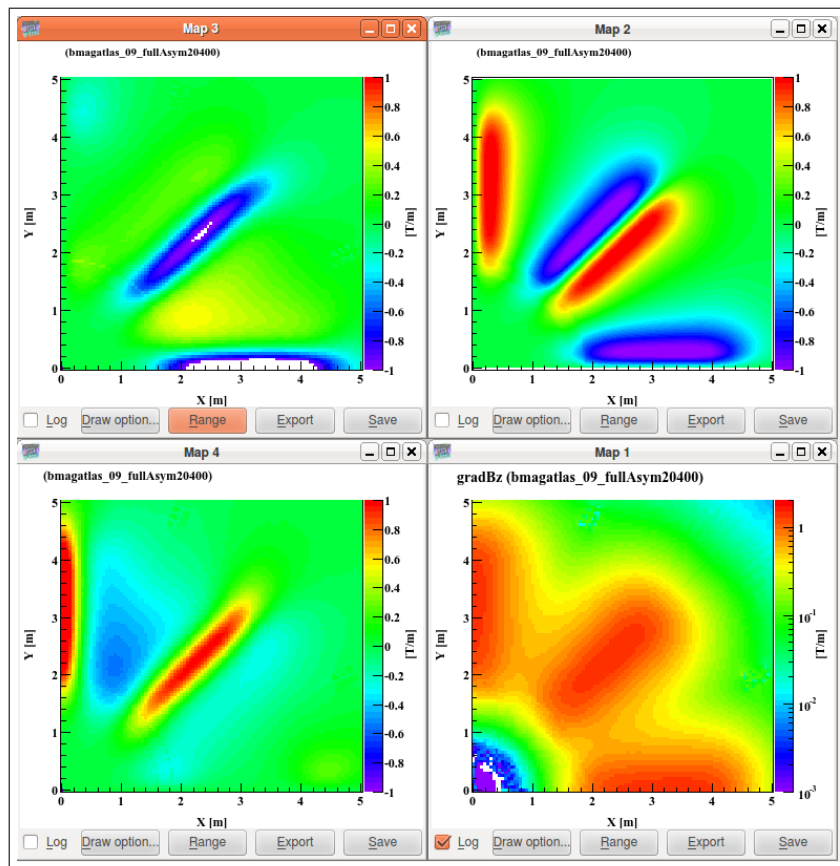 Map 3
(bmagatlas_09_fullAsym20400)
Y [m]
5
4
3
2
1
0
0 1 2 3 4 5
X [m]
1
0.8
0.6
0.4
0.2
0
-0.2
-0.4
-0.6
-0.8
-1
[T/m]
Log Draw option... Range Export Save
Map 2
(bmagatlas_09_fullAsym20400)
Y [m]
5
4
3
2
1
0
0 1 2 3 4 5
X [m]
1
0.8
0.6
0.4
0.2
0
-0.2
-0.4
-0.6
-0.8
-1
[T/m]
Log Draw option... Range Export Save
Map 4
(bmagatlas_09_fullAsym20400)
Y [m]
5
4
3
2
1
0
0 1 2 3 4 5
X [m]
1
0.8
0.6
0.4
0.2
0
-0.2
-0.4
-0.6
-0.8
-1
[T/m]
Log Draw option... Range Export Save
Map 1
gradBz (bmagatlas_09_fullAsym20400)
Y [m]
5
4
3
2
1
0
0 1 2 3 4 5
X [m]
1
10⁻¹
10⁻²
10⁻³
[T/m]
Log Draw option... Range Export Save